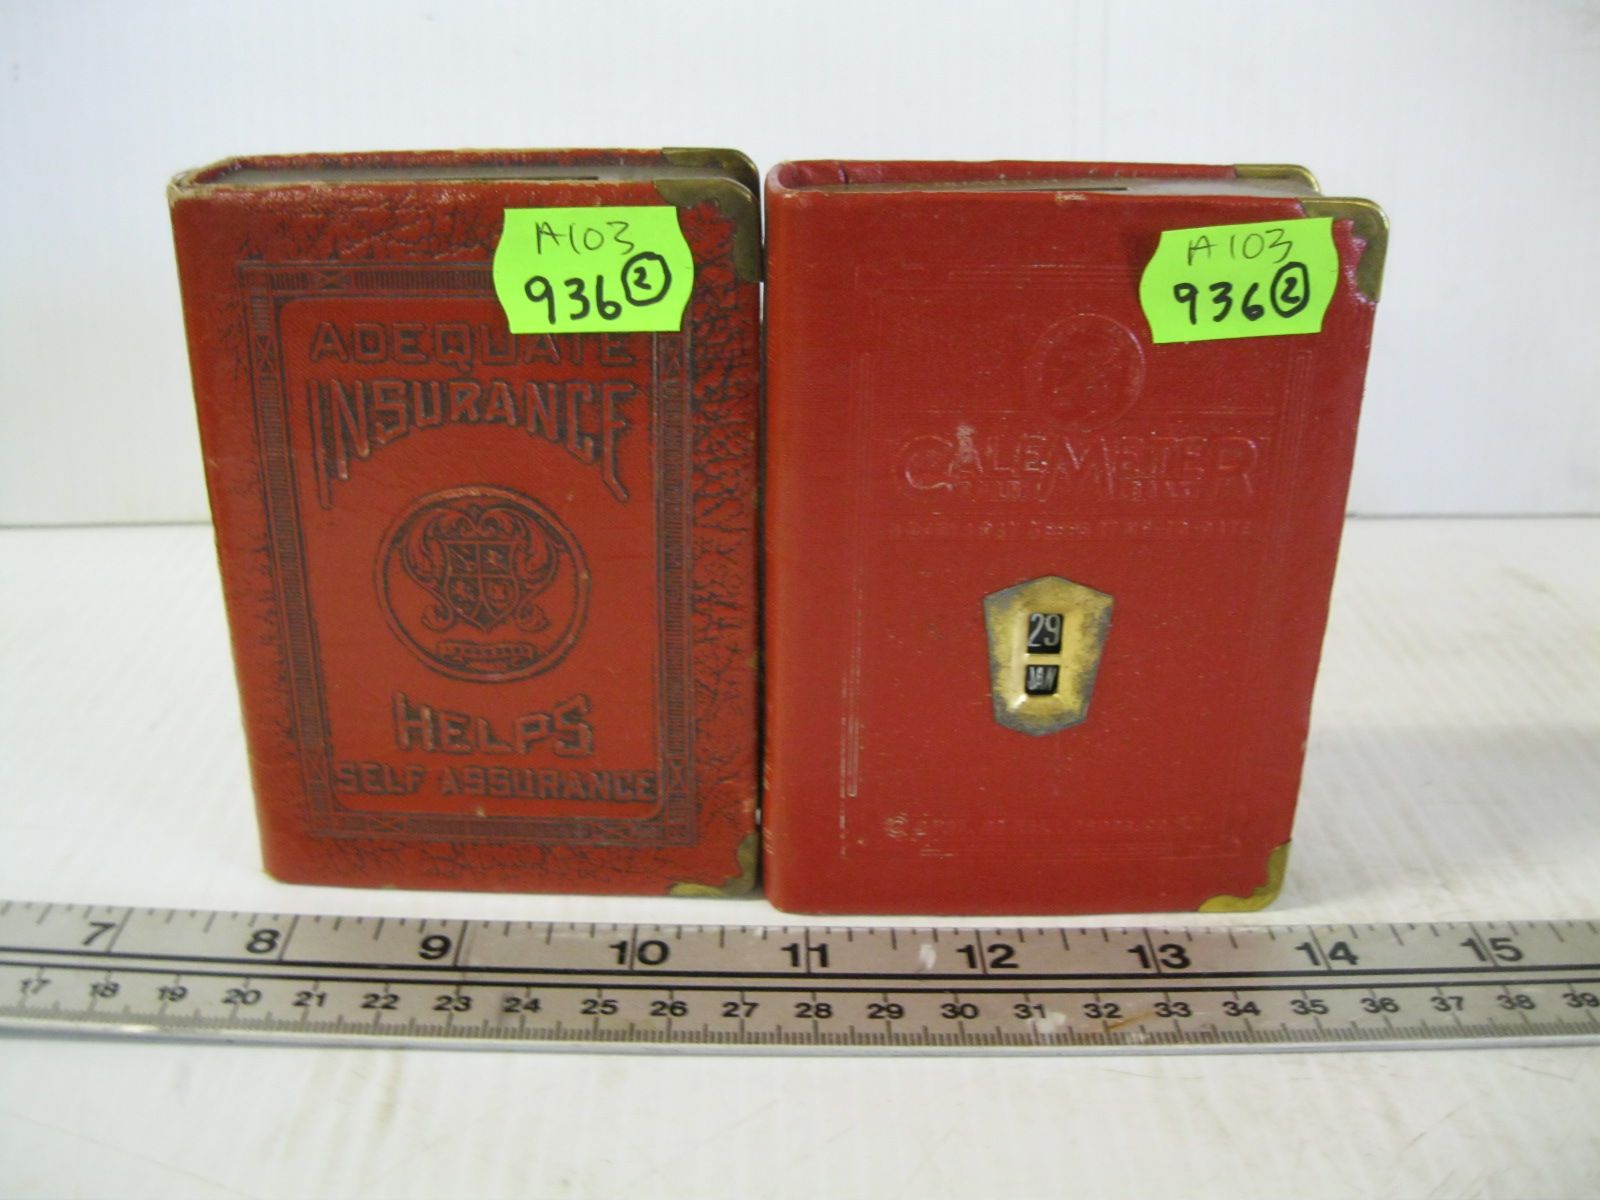 A103
936 2
ADEQUATE
INSURANCE
HELPS
SELF ASSURANCE
A103
936 2
CALEMETER
29
JAN
7 8 9 10 11 12 13 14 15
17 18 19 20 21 22 23 24 25 26 27 28 29 30 31 32 33 34 35 36 37 38 39